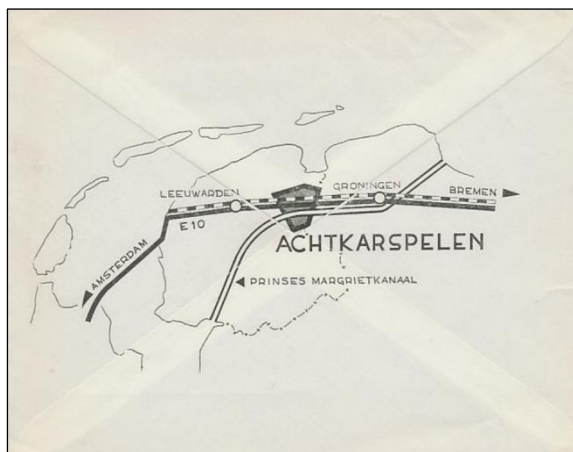 LEEUWARDEN
GRONINGEN
BREMEN
E 10
ACHTKARSPELEN
AMSTERDAM
PRINSES MARGRIETKANAAL